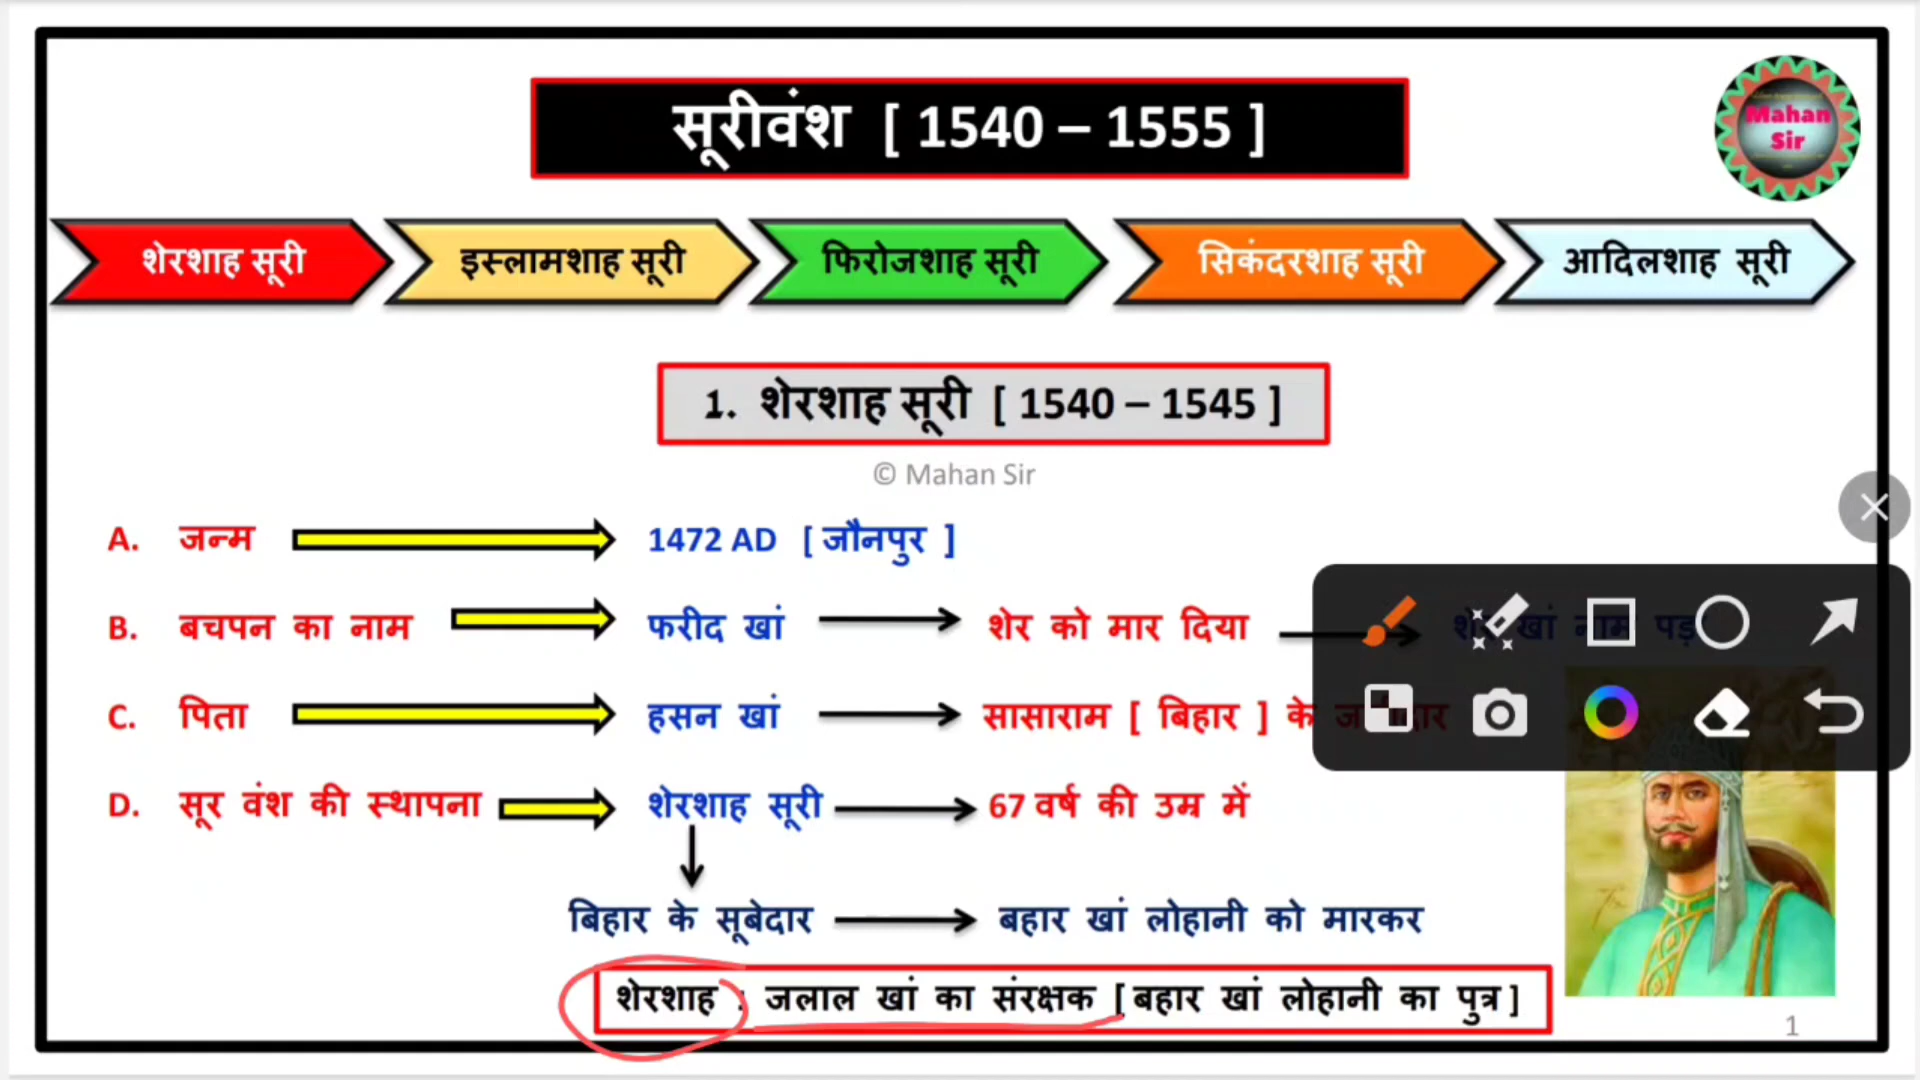 सूरीवंश [ 1540 – 1555 ]
Mahan
Sir
शेरशाह सूरी इस्लामशाह सूरी फिरोजशाह सूरी सिकंदरशाह सूरी आदिलशाह सूरी
1. शेरशाह सूरी [ 1540 – 1545 ]
© Mahan Sir
A. जन्म 1472 AD [ जौनपुर ]
B. बचपन का नाम फरीद खां शेर को मार दिया शेर खां नाम
C. पिता हसन खां सासाराम [ बिहार ] के
D. सूर वंश की स्थापना शेरशाह सूरी 67 वर्ष की उम्र में
बिहार के सूबेदार बहार खां लोहानी को मारकर
शेरशाह : जलाल खां का संरक्षक [ बहार खां लोहानी का पुत्र ]
1